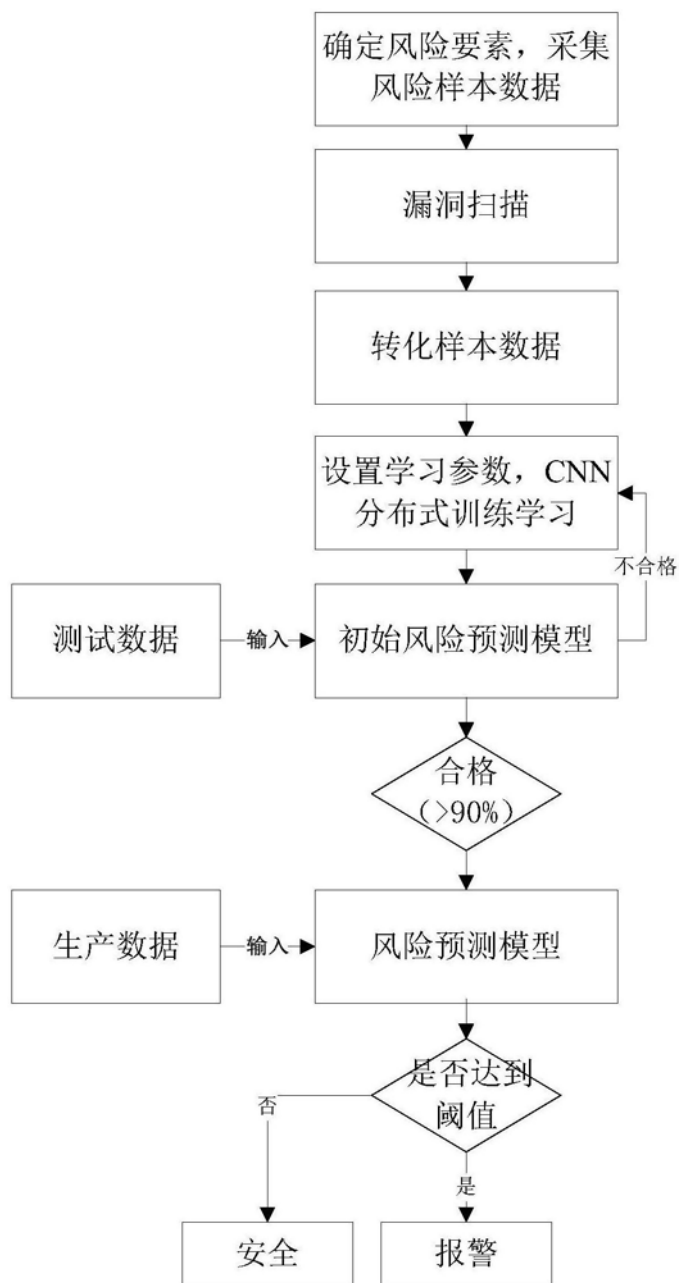 确定风险要素，采集
风险样本数据
漏洞扫描
转化样本数据
设置学习参数，CNN
分布式训练学习
不合格
测试数据
输入
初始风险预测模型
合格
(>90%)
生产数据
输入
风险预测模型
是否达到
阈值
否
是
安全
报警